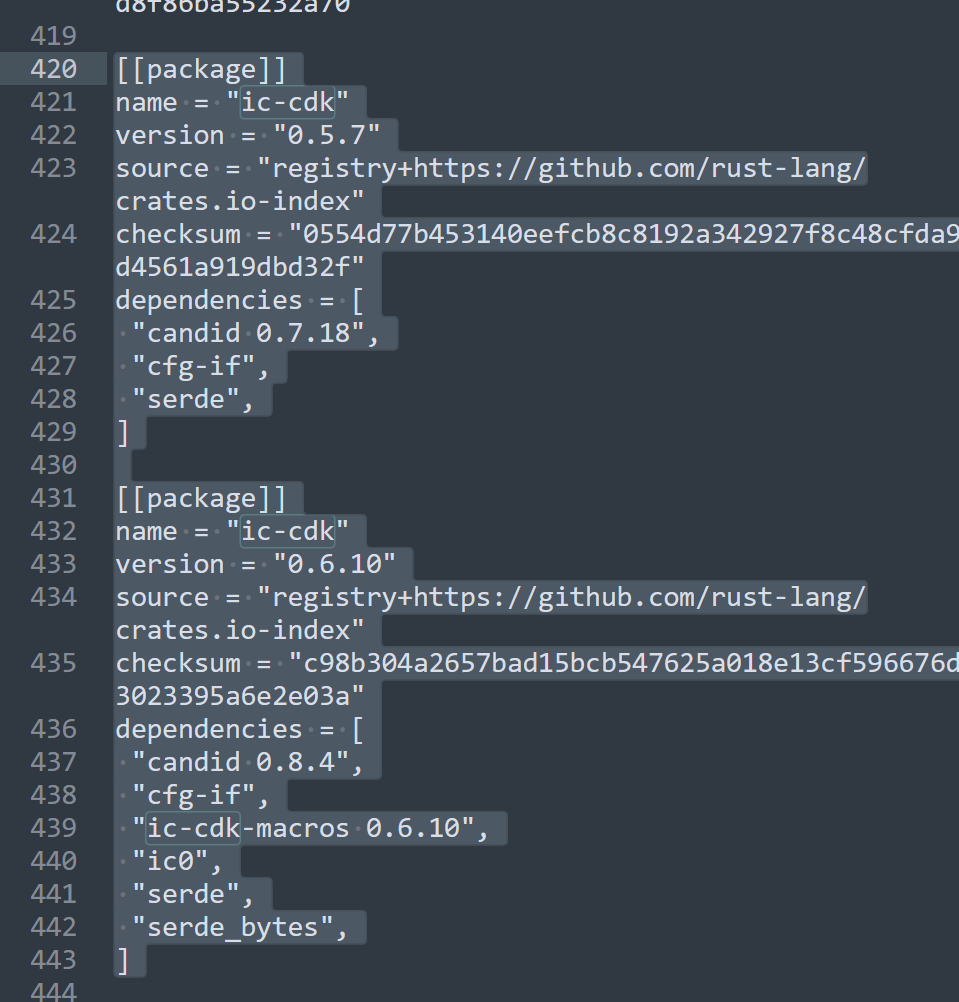 d8f86ba55232a70
419
420 [[package]]
421 name = "ic-cdk"
422 version = "0.5.7"
423 source = "registry+https://github.com/rust-lang/
crates.io-index"
424 checksum = "0554d77b453140eefcb8c8192a342927f8c48cfda9
d4561a919dbd32f"
425 dependencies = [
426  "candid 0.7.18",
427  "cfg-if",
428  "serde",
429 ]
430
431 [[package]]
432 name = "ic-cdk"
433 version = "0.6.10"
434 source = "registry+https://github.com/rust-lang/
crates.io-index"
435 checksum = "c98b304a2657bad15bcb547625a018e13cf596676d
3023395a6e2e03a"
436 dependencies = [
437  "candid 0.8.4",
438  "cfg-if",
439  "ic-cdk-macros 0.6.10",
440  "ic0",
441  "serde",
442  "serde_bytes",
443 ]
444